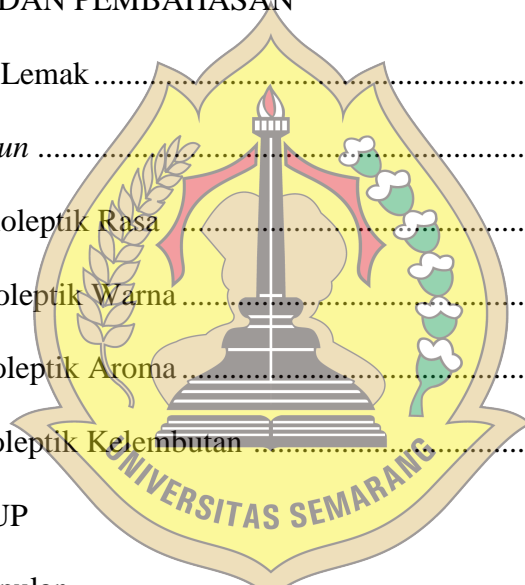 DAN PEMBAHASAN
Lemak................................................
un ................................................
oleptik Rasa ................................................
oleptik Warna................................................
oleptik Aroma................................................
oleptik Kelembutan ................................................
UNIVERSITAS SEMARANG
UP